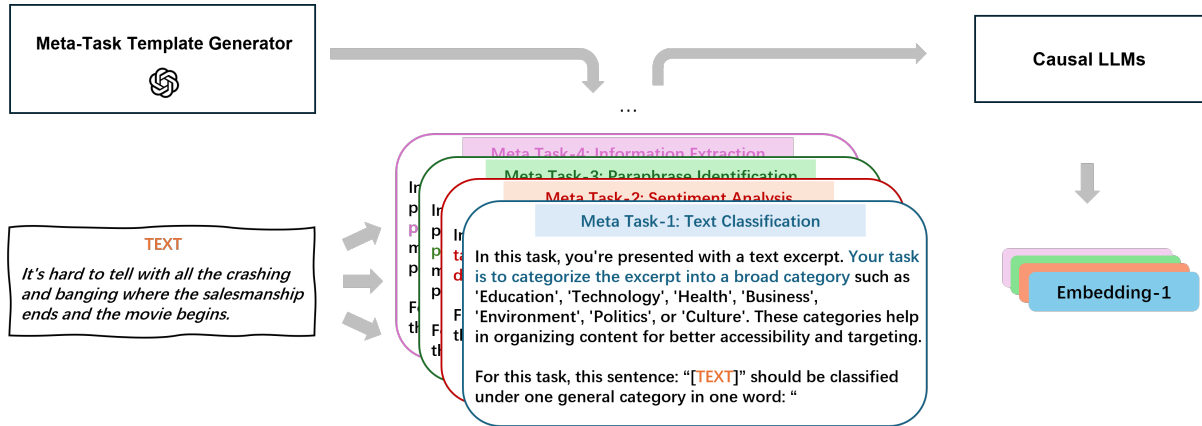 Meta-Task Template Generator
Causal LLMs
...
Meta Task-4: Information Extraction
Meta Task-3: Paraphrase Identification
Meta Task-2: Sentiment Analysis
Meta Task-1: Text Classification
In this task, you're presented with a text excerpt. Your task
is to categorize the excerpt into a broad category such as
'Education', 'Technology', 'Health', 'Business',
'Environment', 'Politics', or 'Culture'. These categories help
in organizing content for better accessibility and targeting.
For this task, this sentence: “[TEXT]” should be classified
under one general category in one word: “
TEXT
It's hard to tell with all the crashing
and banging where the salesmanship
ends and the movie begins.
Embedding-1